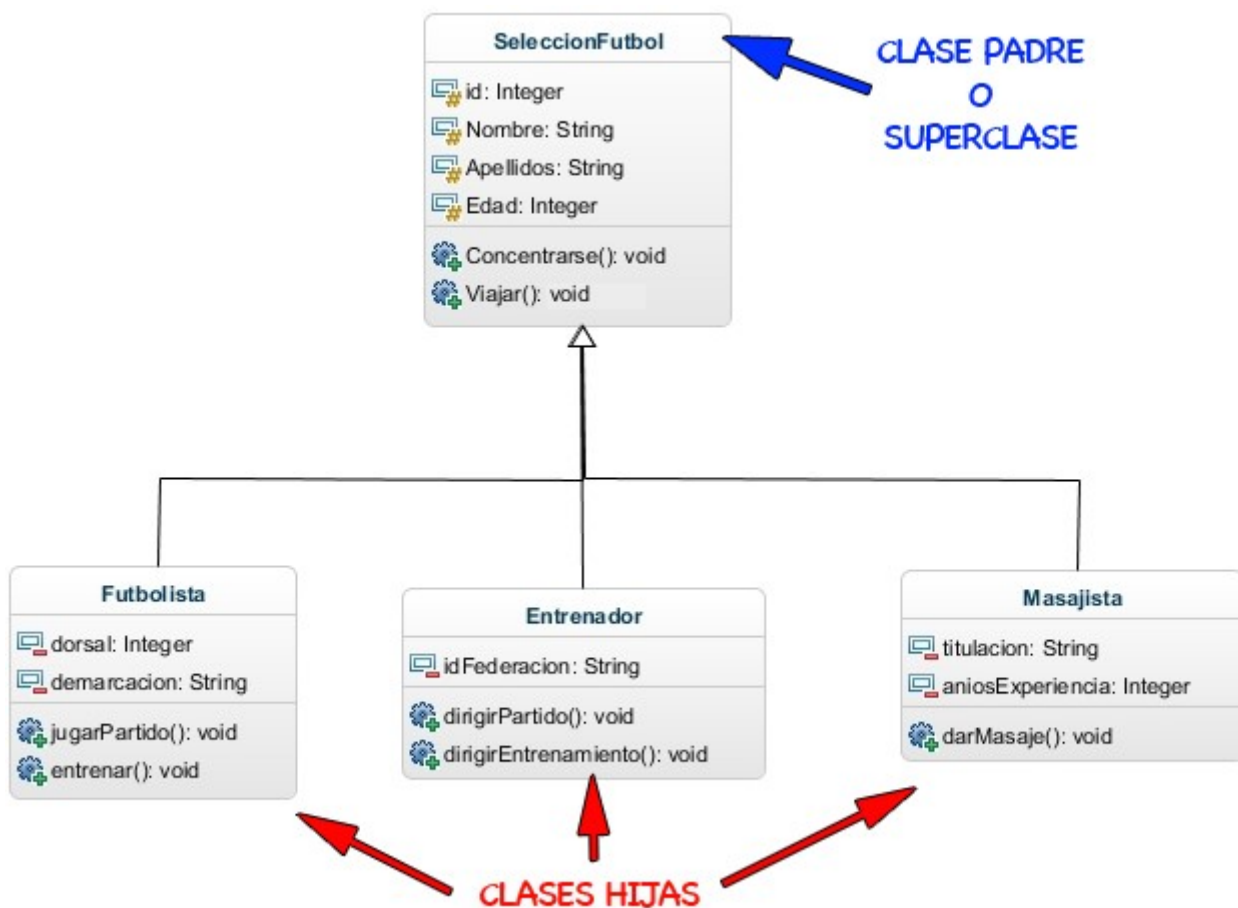 SeleccionFutbol
id: Integer
Nombre: String
Apellidos: String
Edad: Integer
Concentrarse(): void
Viajar(): void
CLASE PADRE
O
SUPERCLASE
Futbolista
dorsal: Integer
demarcacion: String
jugarPartido(): void
entrenar(): void
Entrenador
idFederacion: String
dirigirPartido(): void
dirigirEntrenamiento(): void
Masajista
titulacion: String
aniosExperiencia: Integer
darMasaje(): void
CLASES HIJAS